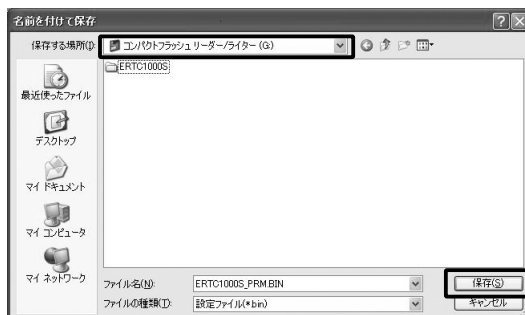 名前を付けて保存
保存する場所(I):
コンパクトフラッシュ リーダー/ライター (G:)
ERTC1000S
最近使ったファイル
デスクトップ
マイ ドキュメント
マイ コンピュータ
マイ ネットワーク
ファイル名(N):
ERTC1000S_PRM.BIN
保存(S)
ファイルの種類(T):
設定ファイル(*bin)
キャンセル